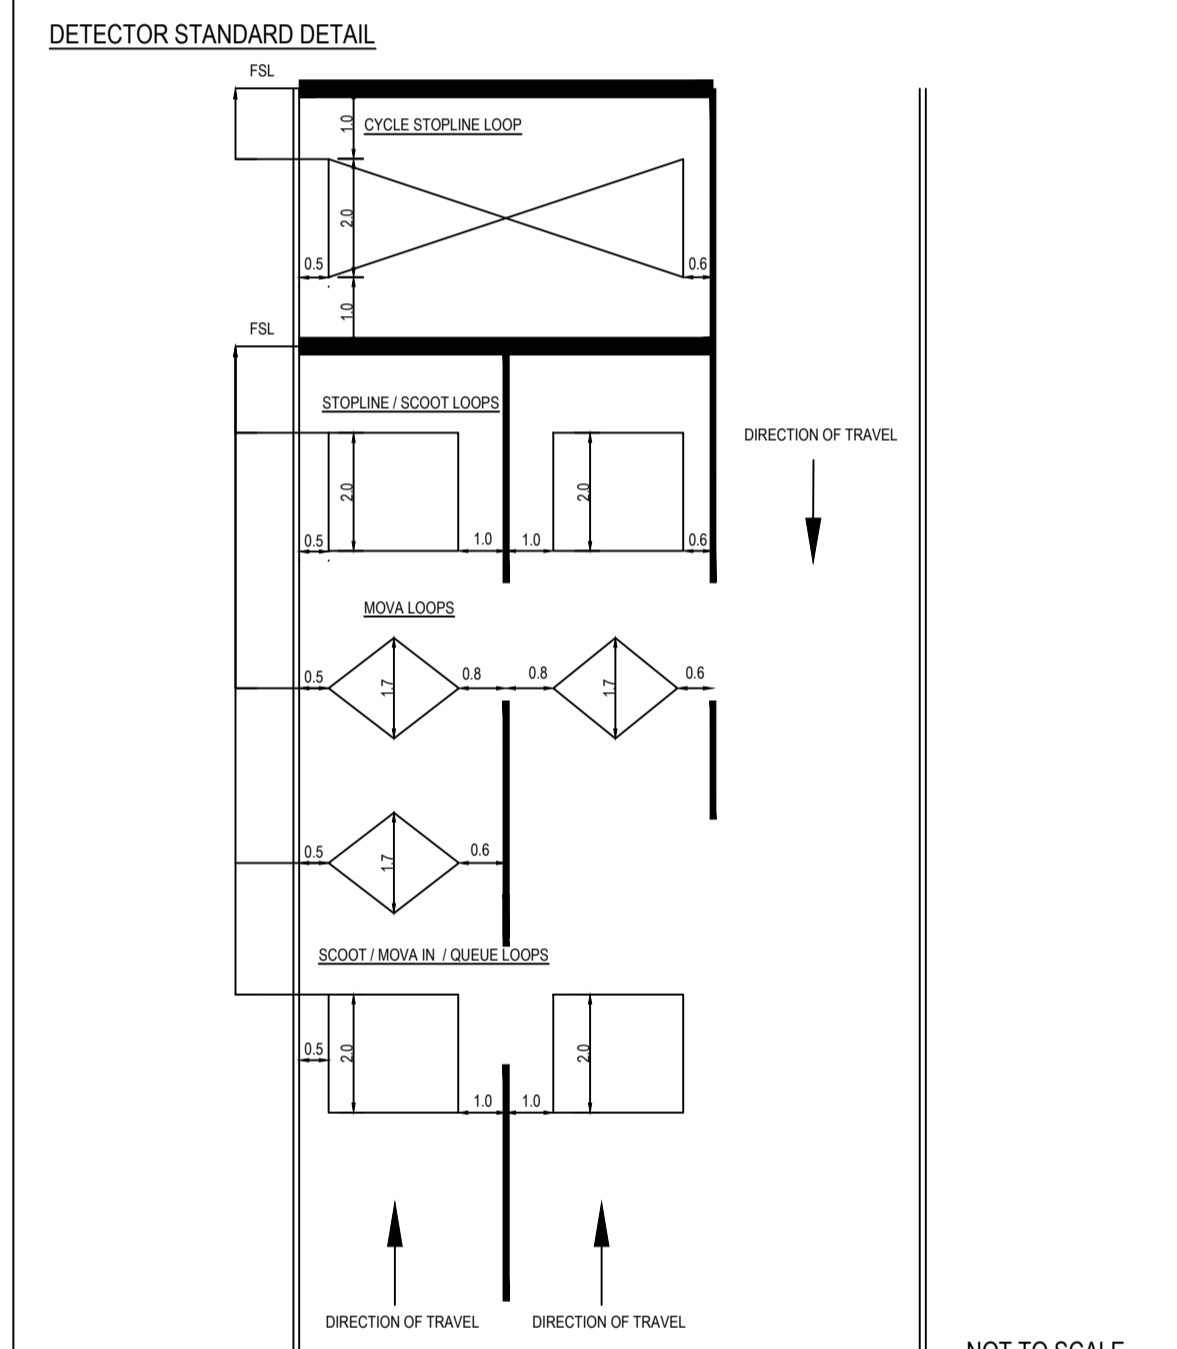 DETECTOR STANDARD DETAIL
FSL
1.0
CYCLE STOPLINE LOOP
2.0
0.5
0.6
1.0
FSL
STOPLINE / SCOOT LOOPS
DIRECTION OF TRAVEL
2.0
2.0
0.5
1.0
1.0
0.6
MOVA LOOPS
0.5
1.7
0.8
0.8
1.7
0.6
0.5
1.7
0.6
SCOOT / MOVA IN / QUEUE LOOPS
0.5
2.0
2.0
1.0
1.0
DIRECTION OF TRAVEL
DIRECTION OF TRAVEL
NOT TO SCALE